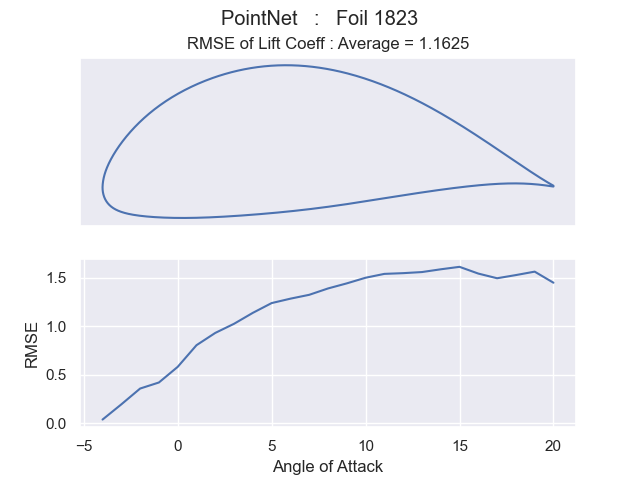 PointNet : Foil 1823
RMSE of Lift Coeff : Average = 1.1625
1.5
1.0
0.5
0.0
RMSE
−5 0 5 10 15 20
Angle of Attack